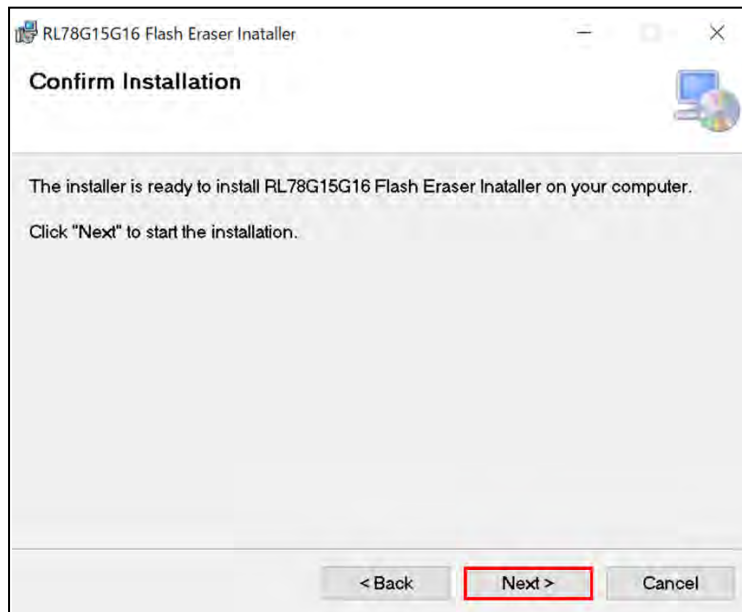 RL78G15G16 Flash Eraser Inataller
Confirm Installation
The installer is ready to install RL78G15G16 Flash Eraser Inataller on your computer.
Click "Next" to start the installation.
< Back
Next >
Cancel